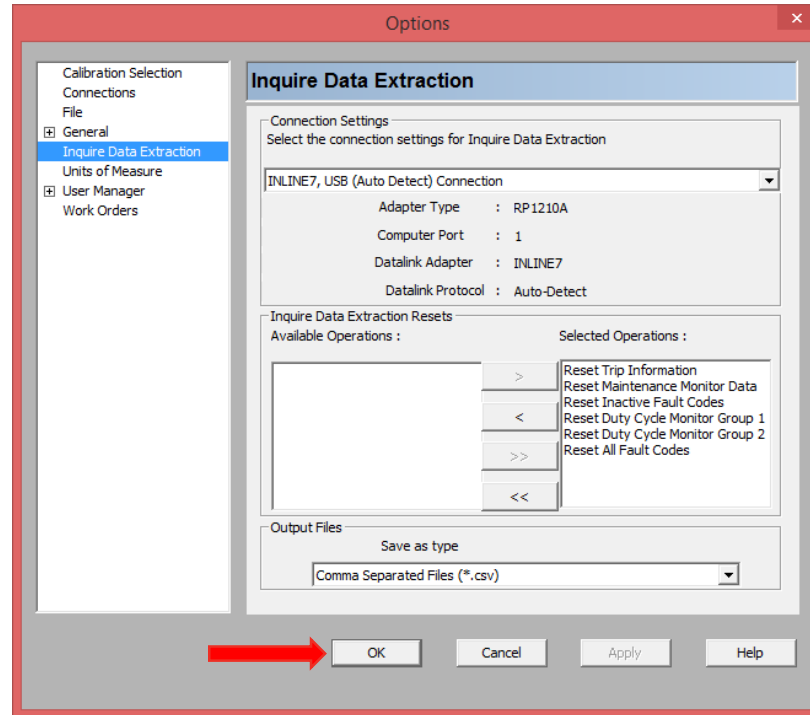 Options
Calibration Selection
Connections
File
General
Inquire Data Extraction
Units of Measure
User Manager
Work Orders
Inquire Data Extraction
Connection Settings
Select the connection settings for Inquire Data Extraction
INLINE7, USB (Auto Detect) Connection
Adapter Type : RP1210A
Computer Port : 1
Datalink Adapter : INLINE7
Datalink Protocol : Auto-Detect
Inquire Data Extraction Resets
Available Operations :
>
<
>>
<<
Selected Operations :
Reset Trip Information
Reset Maintenance Monitor Data
Reset Inactive Fault Codes
Reset Duty Cycle Monitor Group 1
Reset Duty Cycle Monitor Group 2
Reset All Fault Codes
Output Files
Save as type
Comma Separated Files (*.csv)
OK Cancel Apply Help